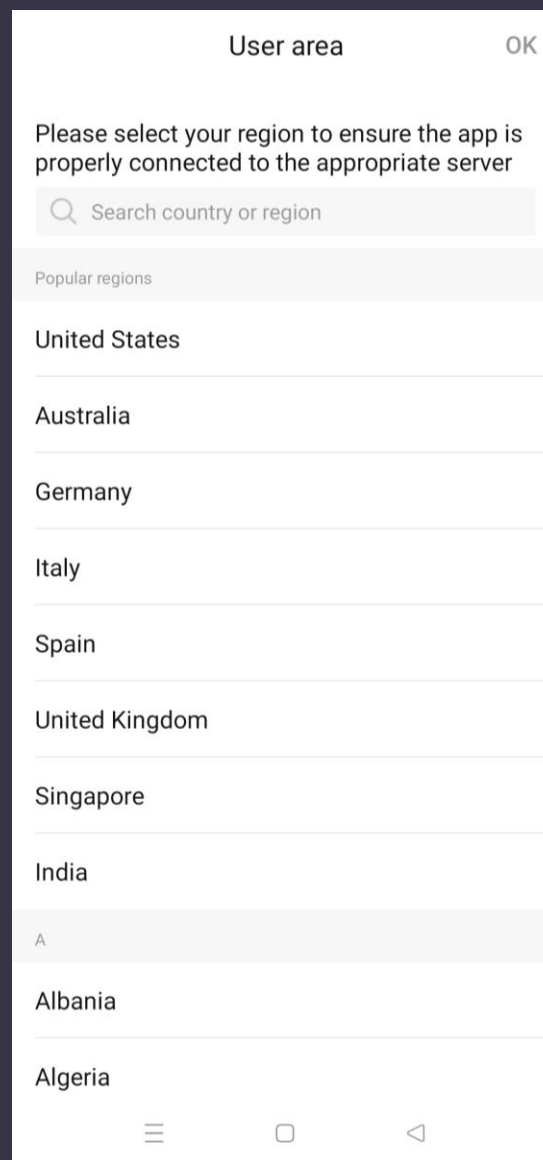 User area
OK
Please select your region to ensure the app is
properly connected to the appropriate server
Search country or region
Popular regions
United States
Australia
Germany
Italy
Spain
United Kingdom
Singapore
India
A
Albania
Algeria